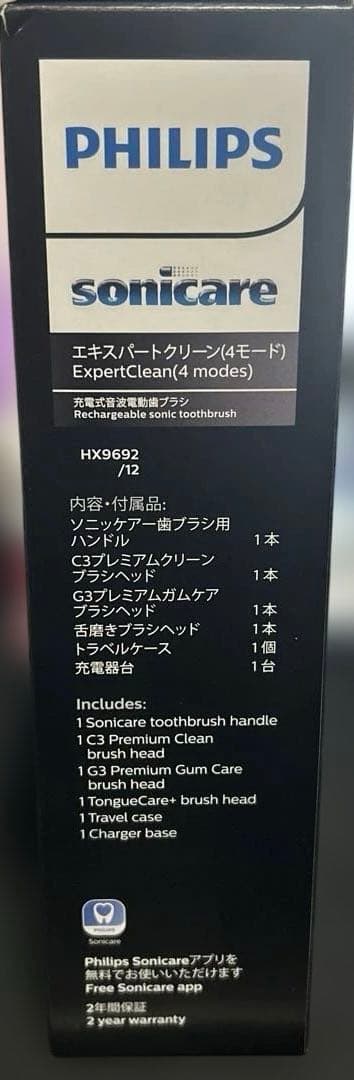 PHILIPS
sonicare
エキスパートクリーン(4モード)
ExpertClean(4 modes)
充電式音波電動歯ブラシ
Rechargeable sonic toothbrush
HX9692
/12
内容・付属品:
ソニッケアー歯ブラシ用
ハンドル 1本
C3プレミアムクリーン
ブラシヘッド 1本
G3プレミアムガムケア
ブラシヘッド 1本
舌磨きブラシヘッド 1本
トラベルケース 1個
充電器台 1台
Includes:
1 Sonicare toothbrush handle
1 C3 Premium Clean
brush head
1 G3 Premium Gum Care
brush head
1 TongueCare+ brush head
1 Travel case
1 Charger base
PHILIPS
Sonicare
Philips Sonicareアプリを
無料でお使いいただけます
Free Sonicare app
2年間保証
2 year warranty